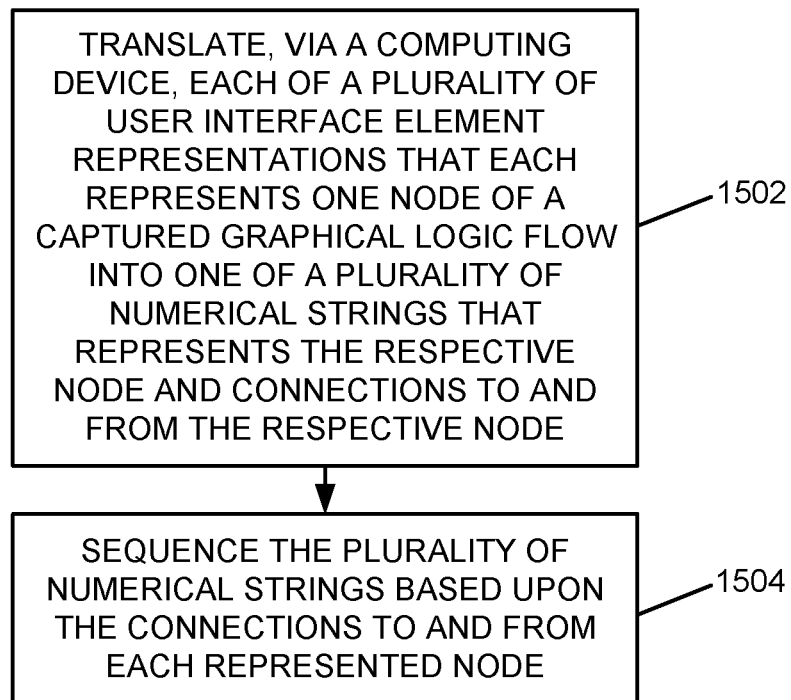 TRANSLATE, VIA A COMPUTING
DEVICE, EACH OF A PLURALITY OF
USER INTERFACE ELEMENT
REPRESENTATIONS THAT EACH
REPRESENTS ONE NODE OF A
CAPTURED GRAPHICAL LOGIC FLOW
INTO ONE OF A PLURALITY OF
NUMERICAL STRINGS THAT
REPRESENTS THE RESPECTIVE
NODE AND CONNECTIONS TO AND
FROM THE RESPECTIVE NODE
1502
SEQUENCE THE PLURALITY OF
NUMERICAL STRINGS BASED UPON
THE CONNECTIONS TO AND FROM
EACH REPRESENTED NODE
1504